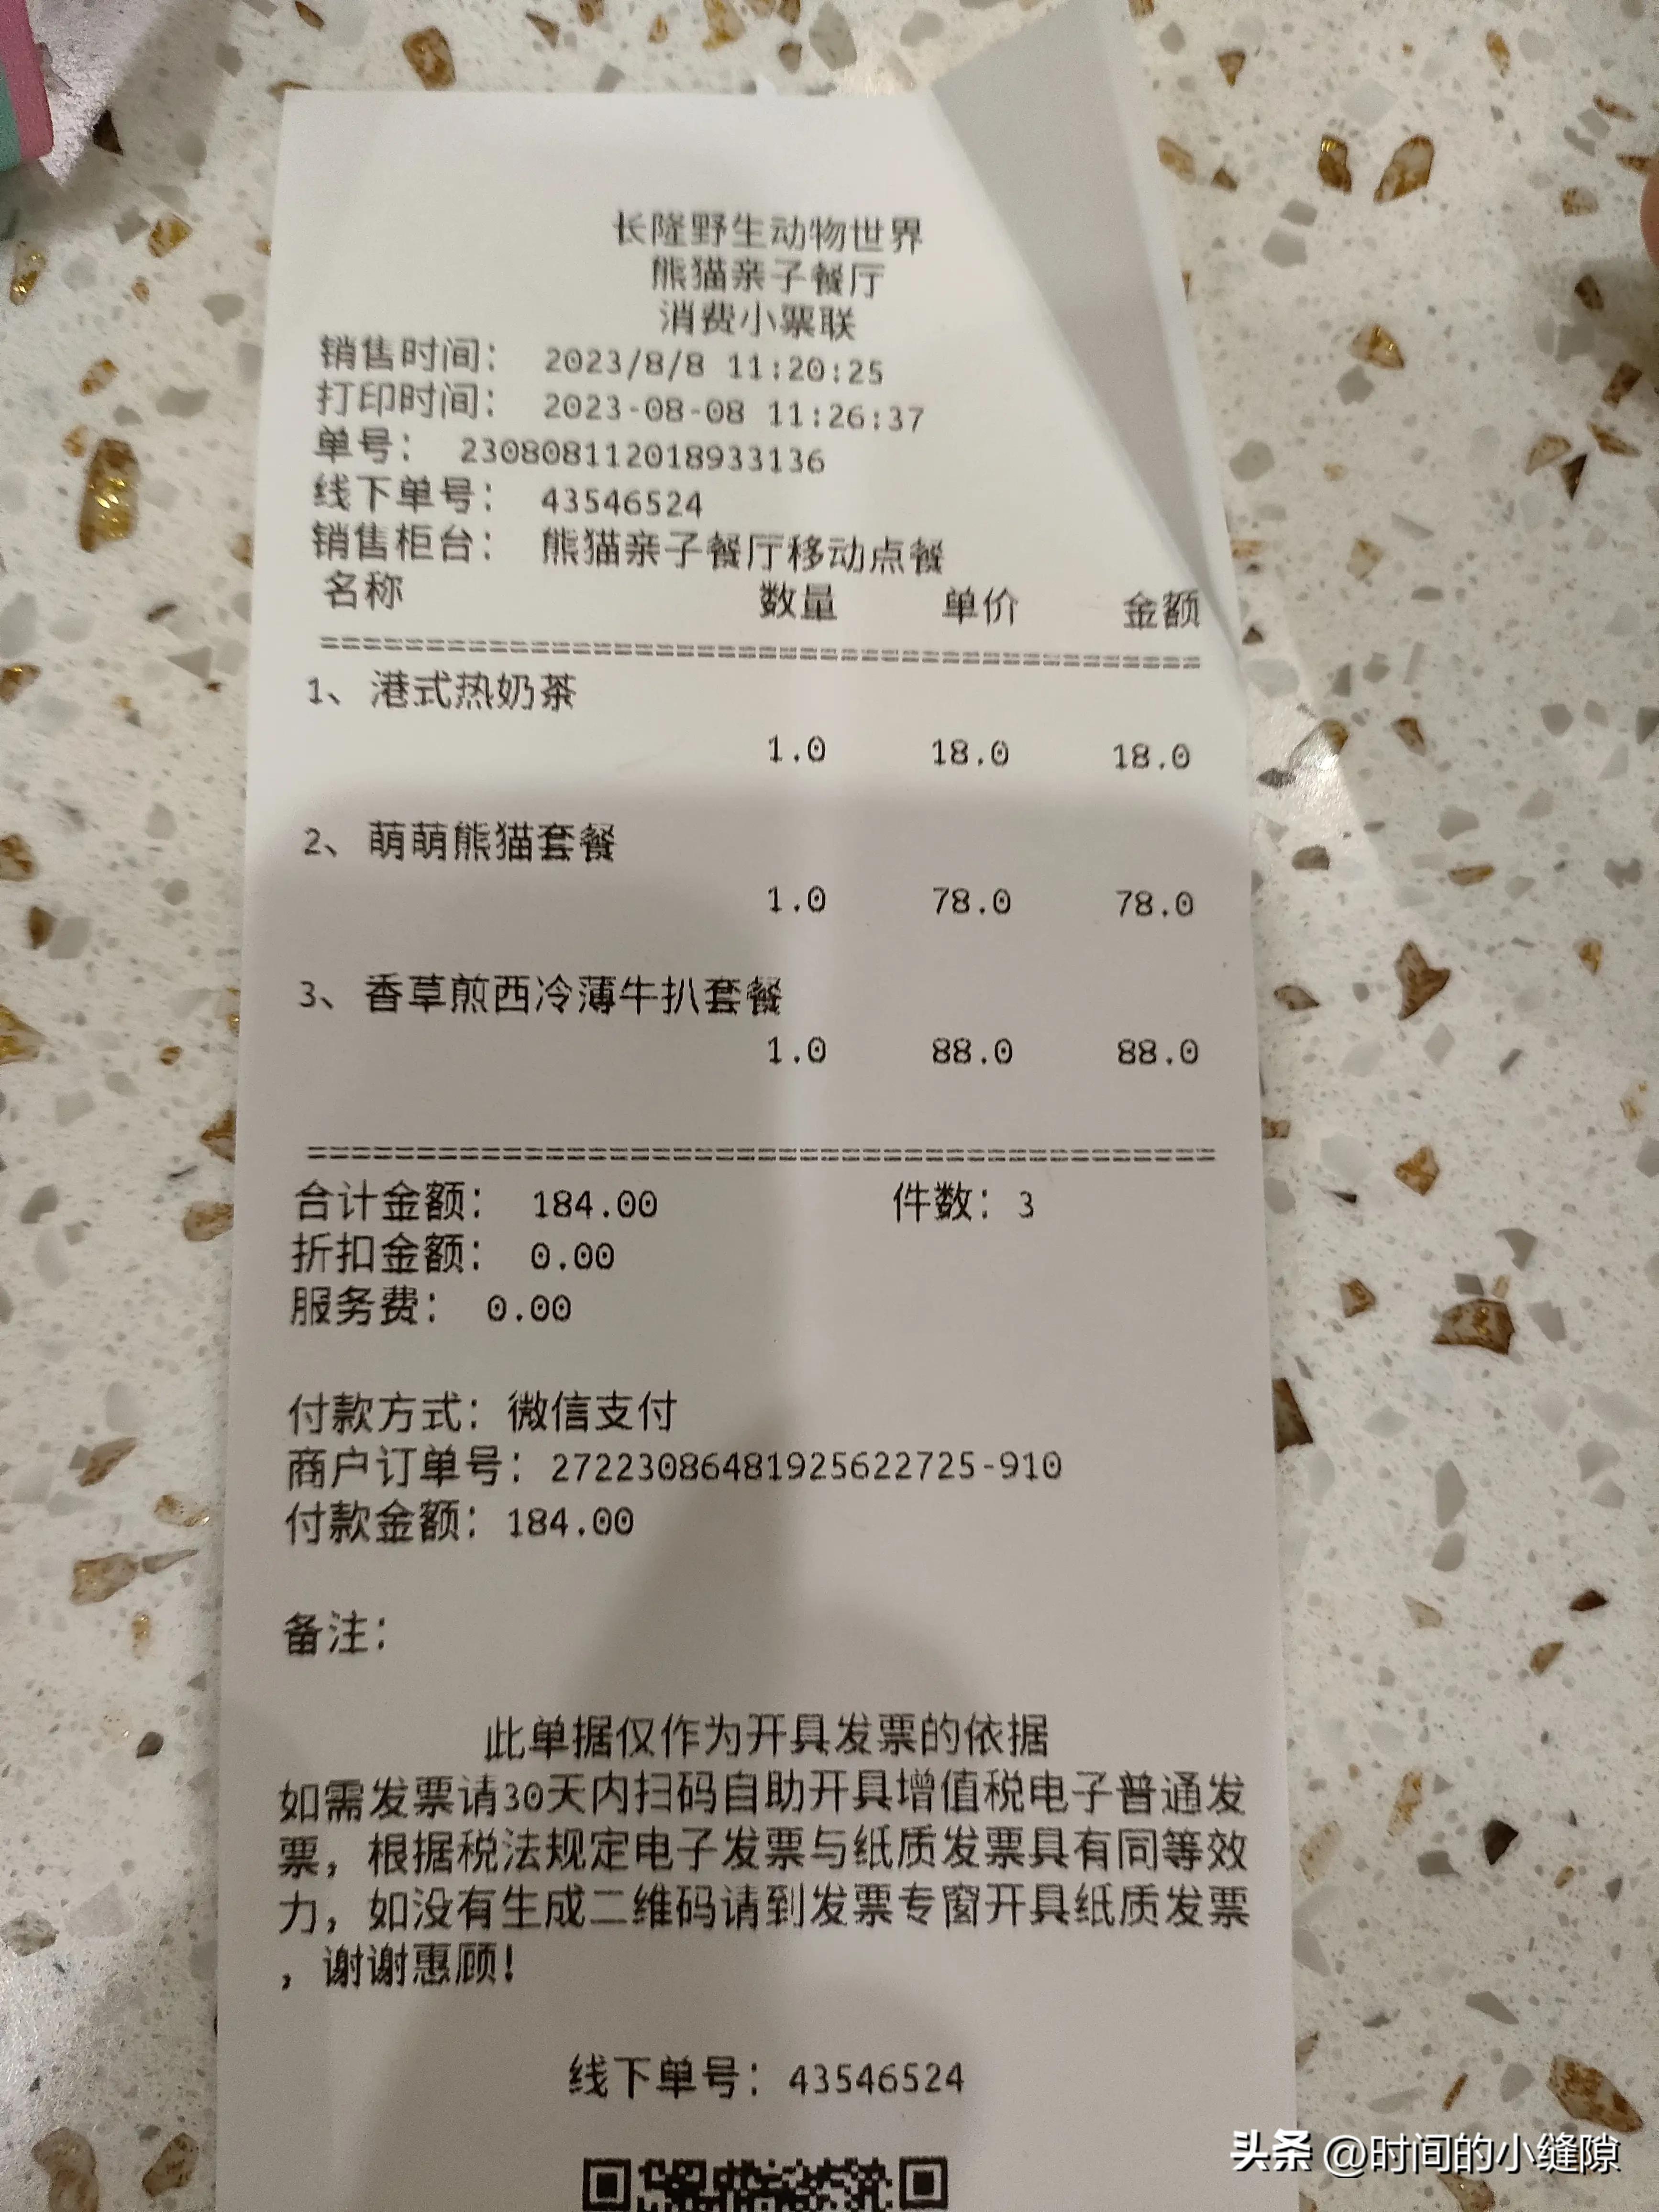 长隆野生动物世界
熊猫亲子餐厅
消费小票联
销售时间： 2023/8/8 11:20:25
打印时间： 2023-08-08 11:26:37
单号： 230808112018933136
线下单号： 43546524
销售柜台： 熊猫亲子餐厅移动点餐
名称 数量 单价 金额
==========================================
1、港式热奶茶
1.0 18.0 18.0
2、萌萌熊猫套餐
1.0 78.0 78.0
3、香草煎西冷薄牛扒套餐
1.0 88.0 88.0
==========================================
合计金额： 184.00 件数：3
折扣金额： 0.00
服务费： 0.00
付款方式：微信支付
商户订单号：27223086481925622725-910
付款金额：184.00
备注：
此单据仅作为开具发票的依据
如需发票请30天内扫码自助开具增值税电子普通发
票，根据税法规定电子发票与纸质发票具有同等效
力，如没有生成二维码请到发票专窗开具纸质发票
，谢谢惠顾！
线下单号：43546524
头条 @时间的小缝隙